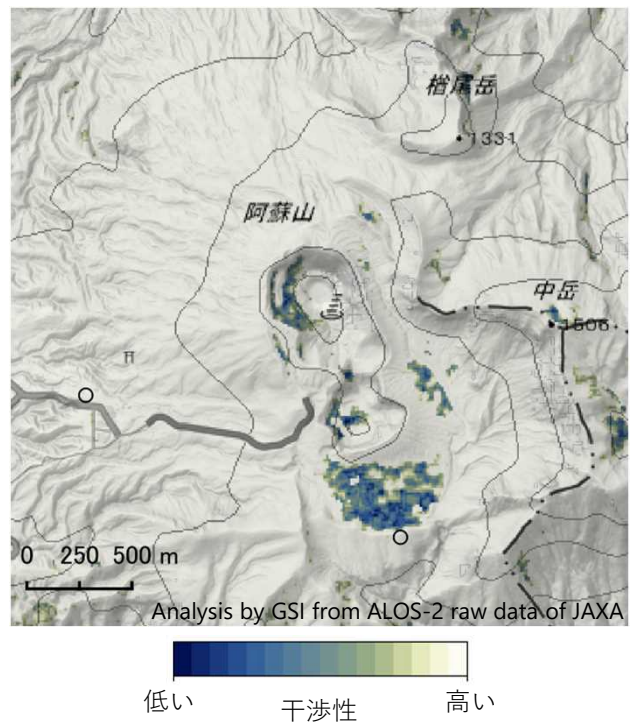 楢尾岳
1331
阿蘇山
中岳
1506
0 250 500 m
Analysis by GSI from ALOS-2 raw data of JAXA
低い 干渉性 高い